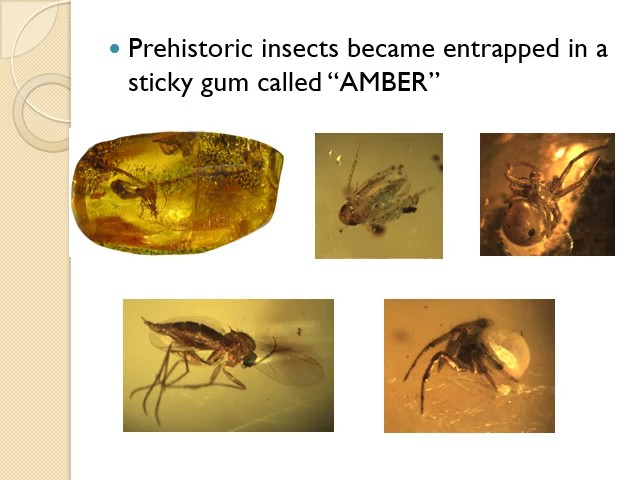 Prehistoric insects became entrapped in a
sticky gum called “AMBER”